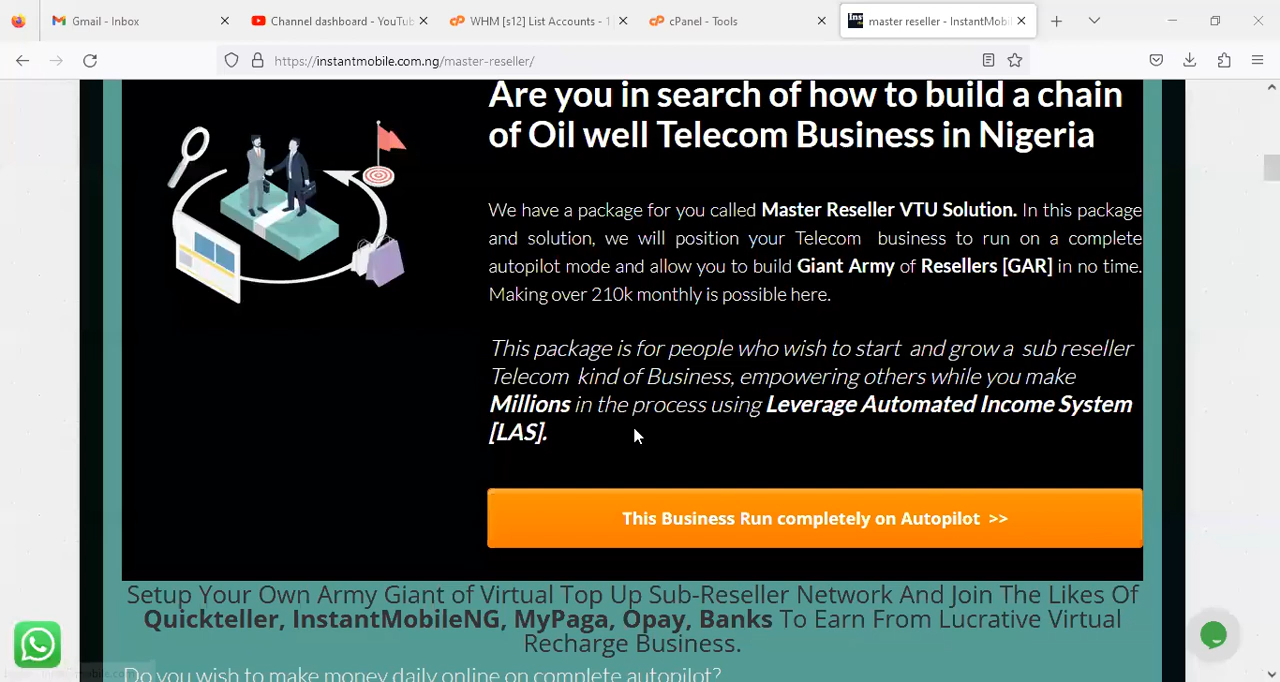 Gmail - Inbox
Channel dashboard - YouTub
WHM [s12] List Accounts - 1
cPanel - Tools
master reseller - InstantMobi
https://instantmobile.com.ng/master-reseller/
Are you in search of how to build a chain
of Oil well Telecom Business in Nigeria
We have a package for you called Master Reseller VTU Solution. In this package
and solution, we will position your Telecom business to run on a complete
autopilot mode and allow you to build Giant Army of Resellers [GAR] in no time.
Making over 210k monthly is possible here.
This package is for people who wish to start and grow a sub reseller
Telecom kind of Business, empowering others while you make
Millions in the process using Leverage Automated Income System
[LAS].
This Business Run completely on Autopilot >>
Setup Your Own Army Giant of Virtual Top Up Sub-Reseller Network And Join The Likes Of
Quickteller, InstantMobileNG, MyPaga, Opay, Banks To Earn From Lucrative Virtual
Recharge Business.
Do you wish to make money daily online on complete autopilot?